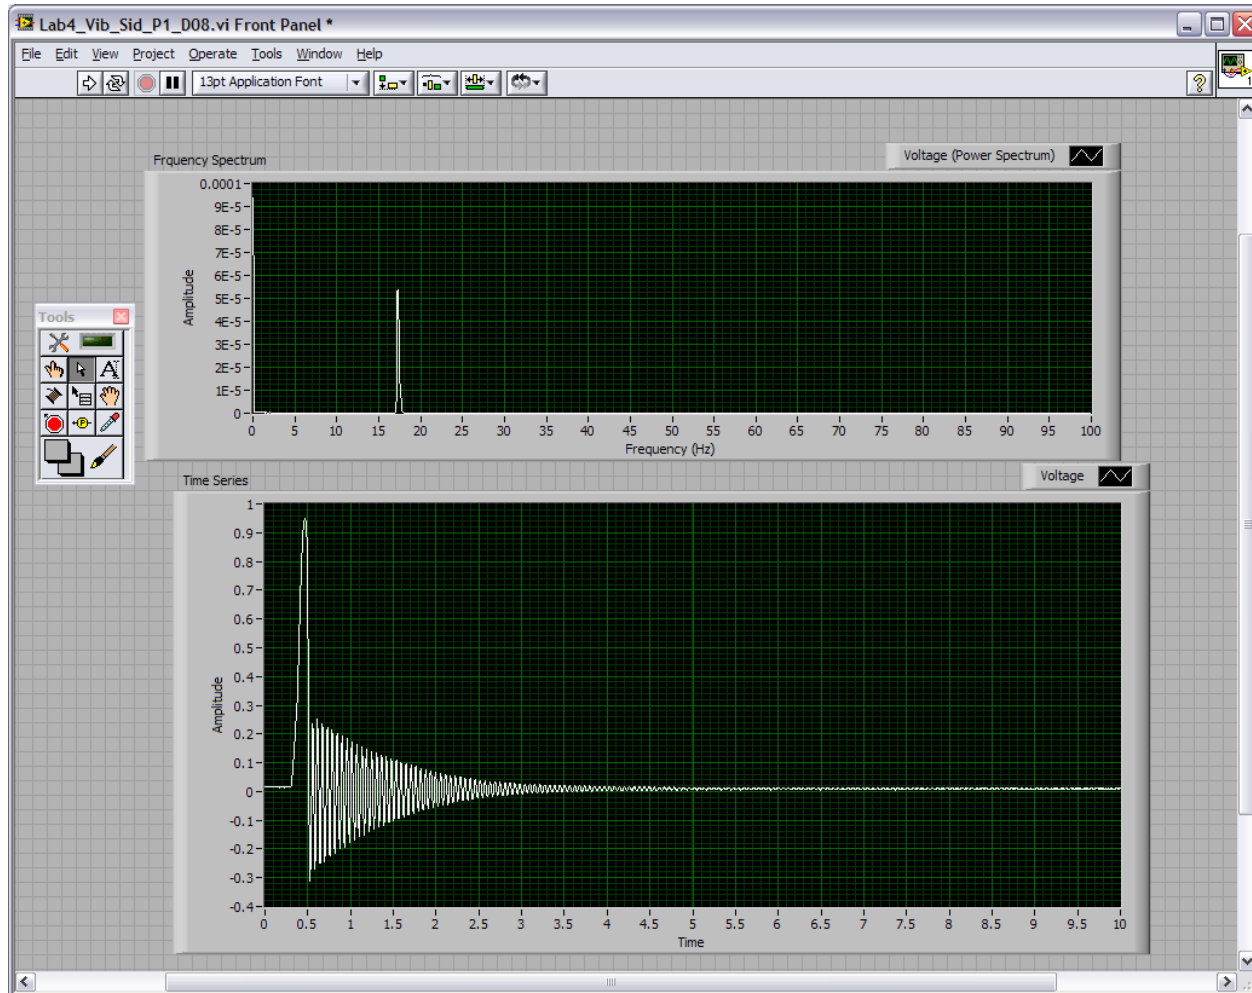 Lab4_Vib_Sid_P1_D08.vi Front Panel *
File Edit View Project Operate Tools Window Help
13pt Application Font
1
Frquency Spectrum
Voltage (Power Spectrum)
0.0001
9E-5
8E-5
7E-5
6E-5
5E-5
4E-5
3E-5
2E-5
1E-5
0
Amplitude
0 5 10 15 20 25 30 35 40 45 50 55 60 65 70 75 80 85 90 95 100
Frequency (Hz)
Tools
A
P
Time Series
Voltage
1
0.9
0.8
0.7
0.6
0.5
0.4
0.3
0.2
0.1
0
-0.1
-0.2
-0.3
-0.4
Amplitude
0 0.5 1 1.5 2 2.5 3 3.5 4 4.5 5 5.5 6 6.5 7 7.5 8 8.5 9 9.5 10
Time